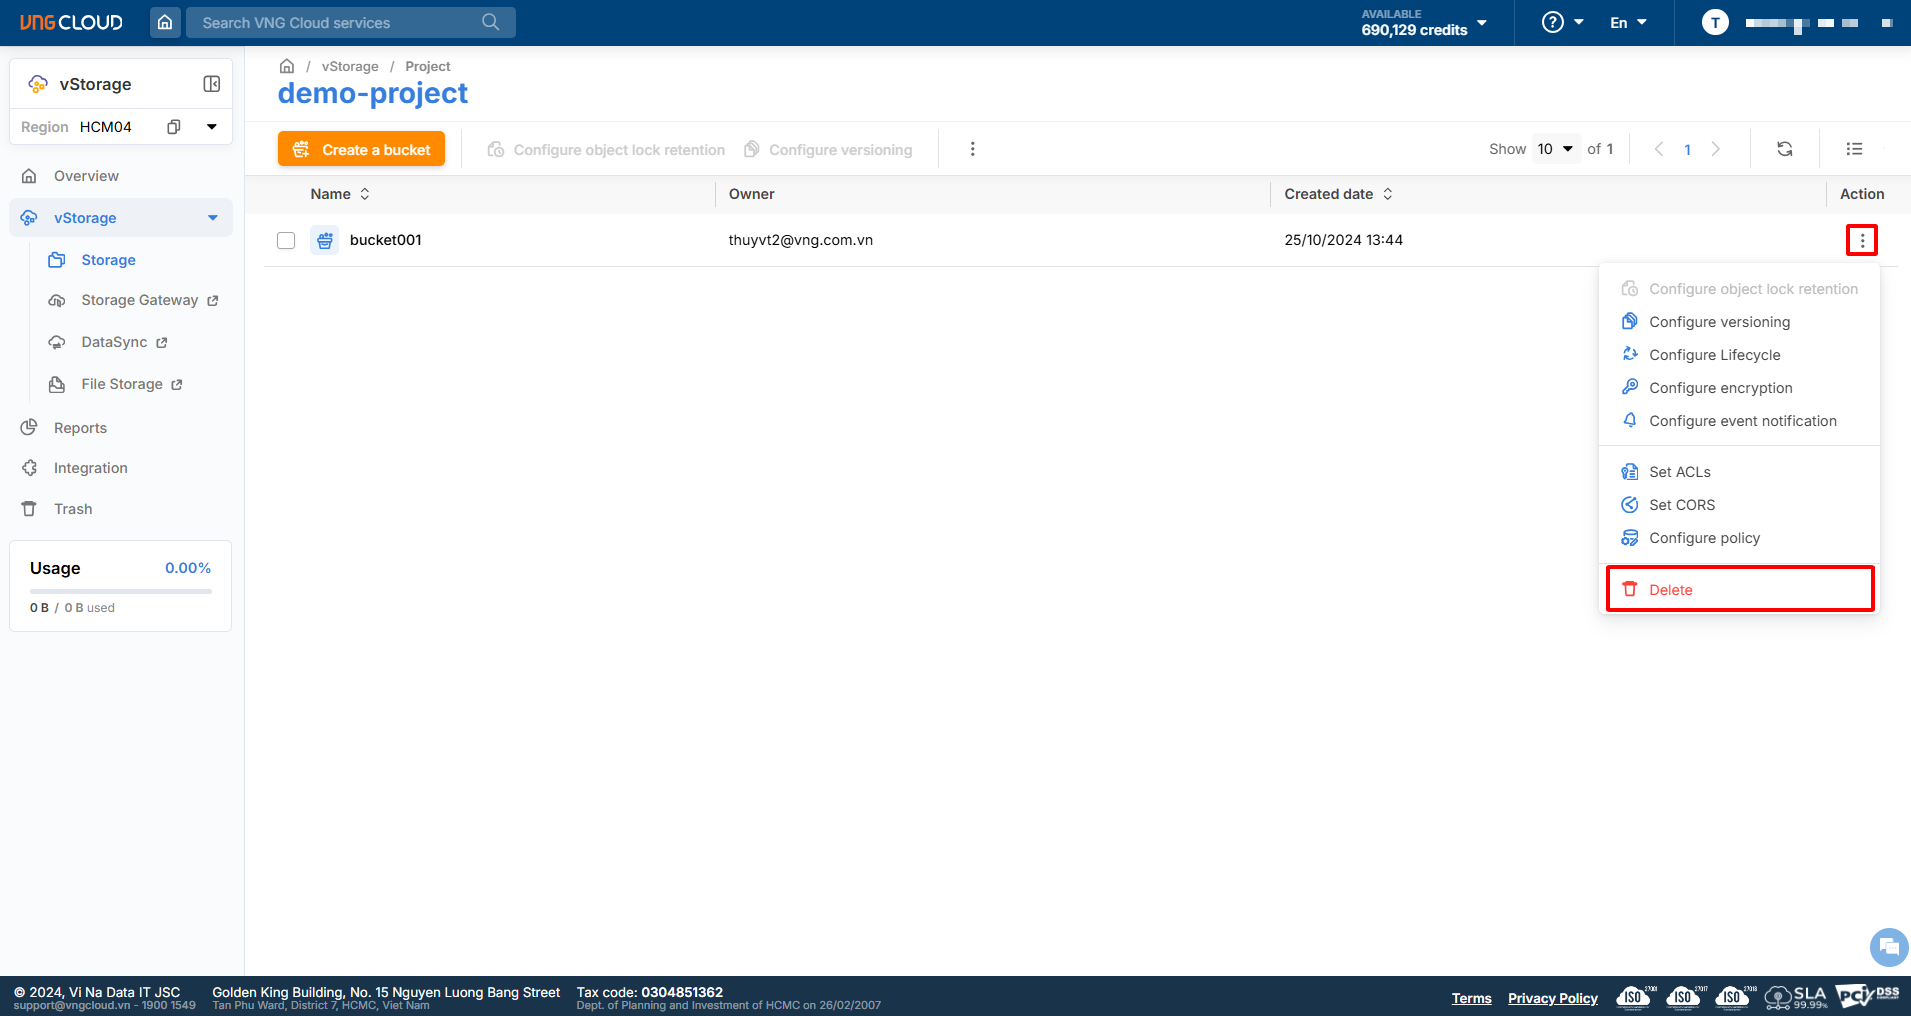 VNG CLOUD
Search VNG Cloud services
AVAILABLE
690,129 credits
?
En
T
vStorage
Region HCM04
Overview
vStorage
Storage
Storage Gateway
DataSync
File Storage
Reports
Integration
Trash
Usage 0.00%
0 B / 0 B used
/ vStorage / Project
demo-project
Create a bucket
Configure object lock retention
Configure versioning
Show 10 of 1
1
Name Owner Created date Action
bucket001 thuyvt2@vng.com.vn 25/10/2024 13:44
Configure object lock retention
Configure versioning
Configure Lifecycle
Configure encryption
Configure event notification
Set ACLs
Set CORS
Configure policy
Delete
© 2024, Vi Na Data IT JSC
support@vngcloud.vn - 1900 1549
Golden King Building, No. 15 Nguyen Luong Bang Street
Tan Phu Ward, District 7, HCMC, Viet Nam
Tax code: 0304851362
Dept. of Planning and Investment of HCMC on 26/02/2007
Terms
Privacy Policy
ISO 27001
ISO 27017
ISO 27018
SLA
99.99%
PCI DSS